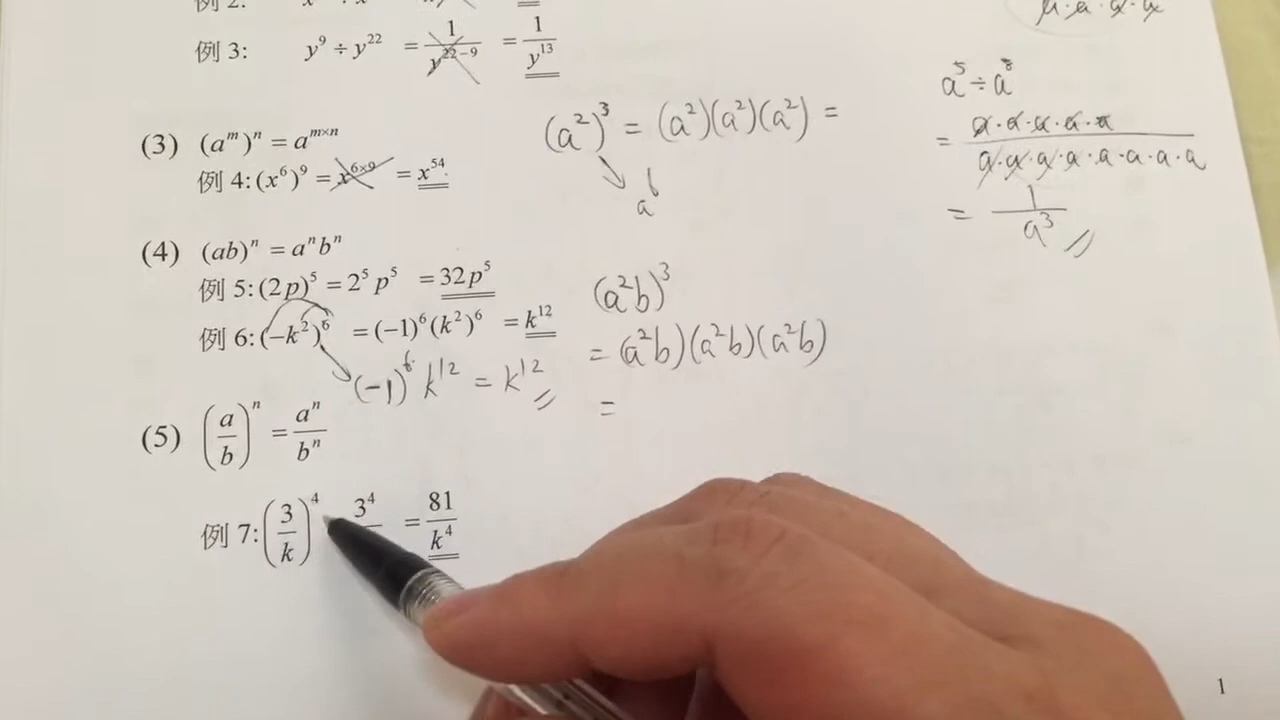 例 2:
例 3: y⁹ ÷ y²² = 1/y²²⁻⁹ = 1/y¹³
(3) (aᵐ)ⁿ = aᵐˣⁿ
例 4: (x⁶)⁹ = x⁶ˣ⁹ = x⁵⁴
(4) (ab)ⁿ = aⁿbⁿ
例 5: (2p)⁵ = 2⁵p⁵ = 32p⁵
例 6: (−k²)⁶ = (−1)⁶(k²)⁶ = k¹²
(−1)⁶ k¹² = k¹²
(5) (a/b)ⁿ = aⁿ/bⁿ
例 7: (3/k)⁴ 3⁴ = 81/k⁴
(a²)³ = (a²)(a²)(a²) =
a⁶
(a²b)³
= (a²b)(a²b)(a²b)
=
a·a·a·a
a⁵ ÷ a⁸
= a·a·a·a·a / a·a·a·a·a·a·a·a
= 1/a³
1